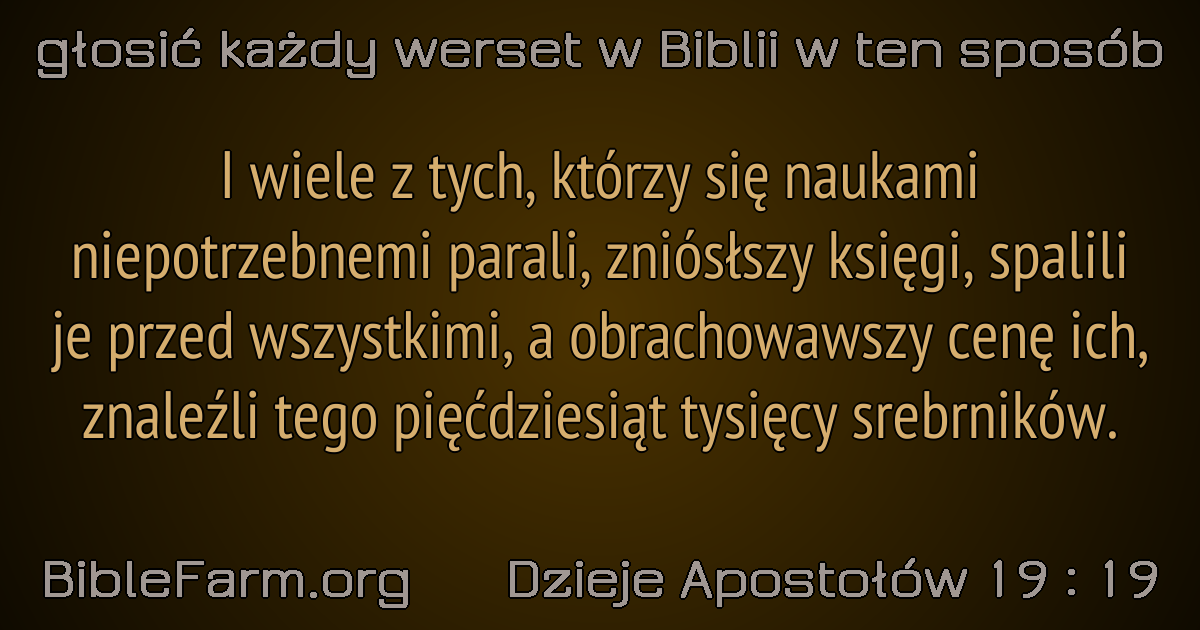 głosić każdy werset w Biblii w ten sposób
I wiele z tych, którzy się naukami
niepotrzebnemi parali, zniósłszy księgi, spalili
je przed wszystkimi, a obrachowawszy cenę ich,
znaleźli tego pięćdziesiąt tysięcy srebrników.
BibleFarm.org Dzieje Apostołów 19 : 19